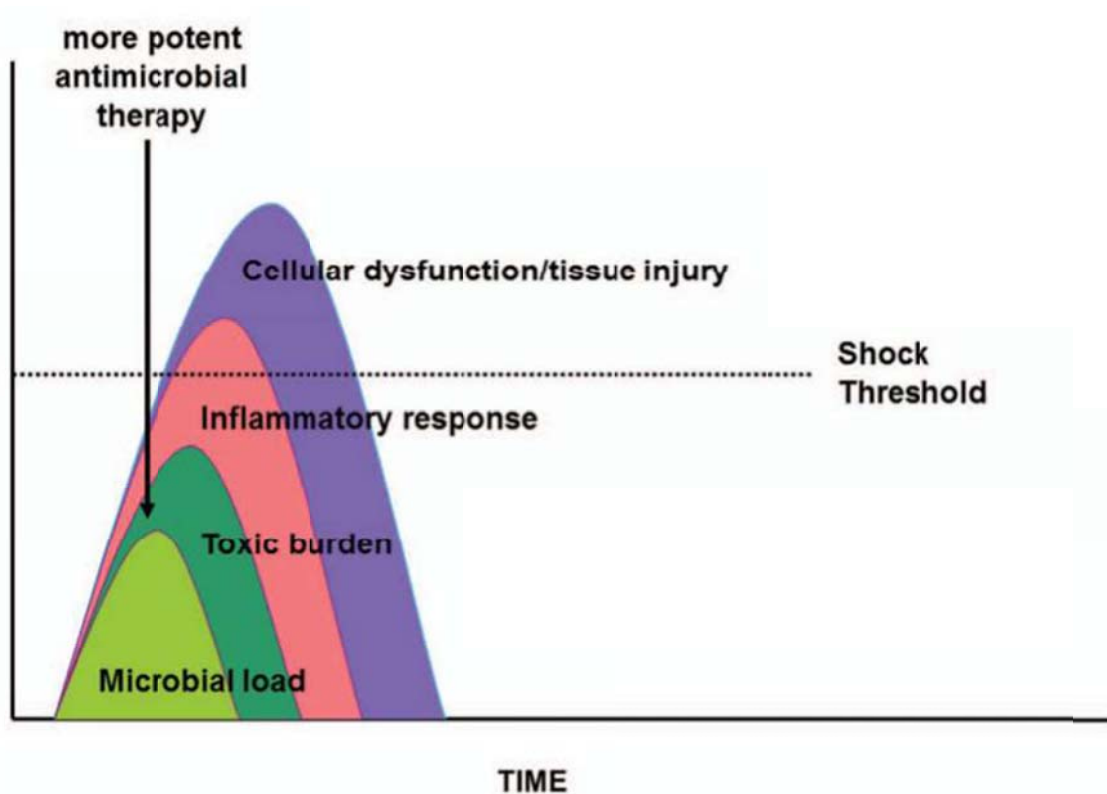 more potent
antimicrobial
therapy
Cellular dysfunction/tissue injury
Shock
Threshold
Inflammatory response
Toxic burden
Microbial load
TIME